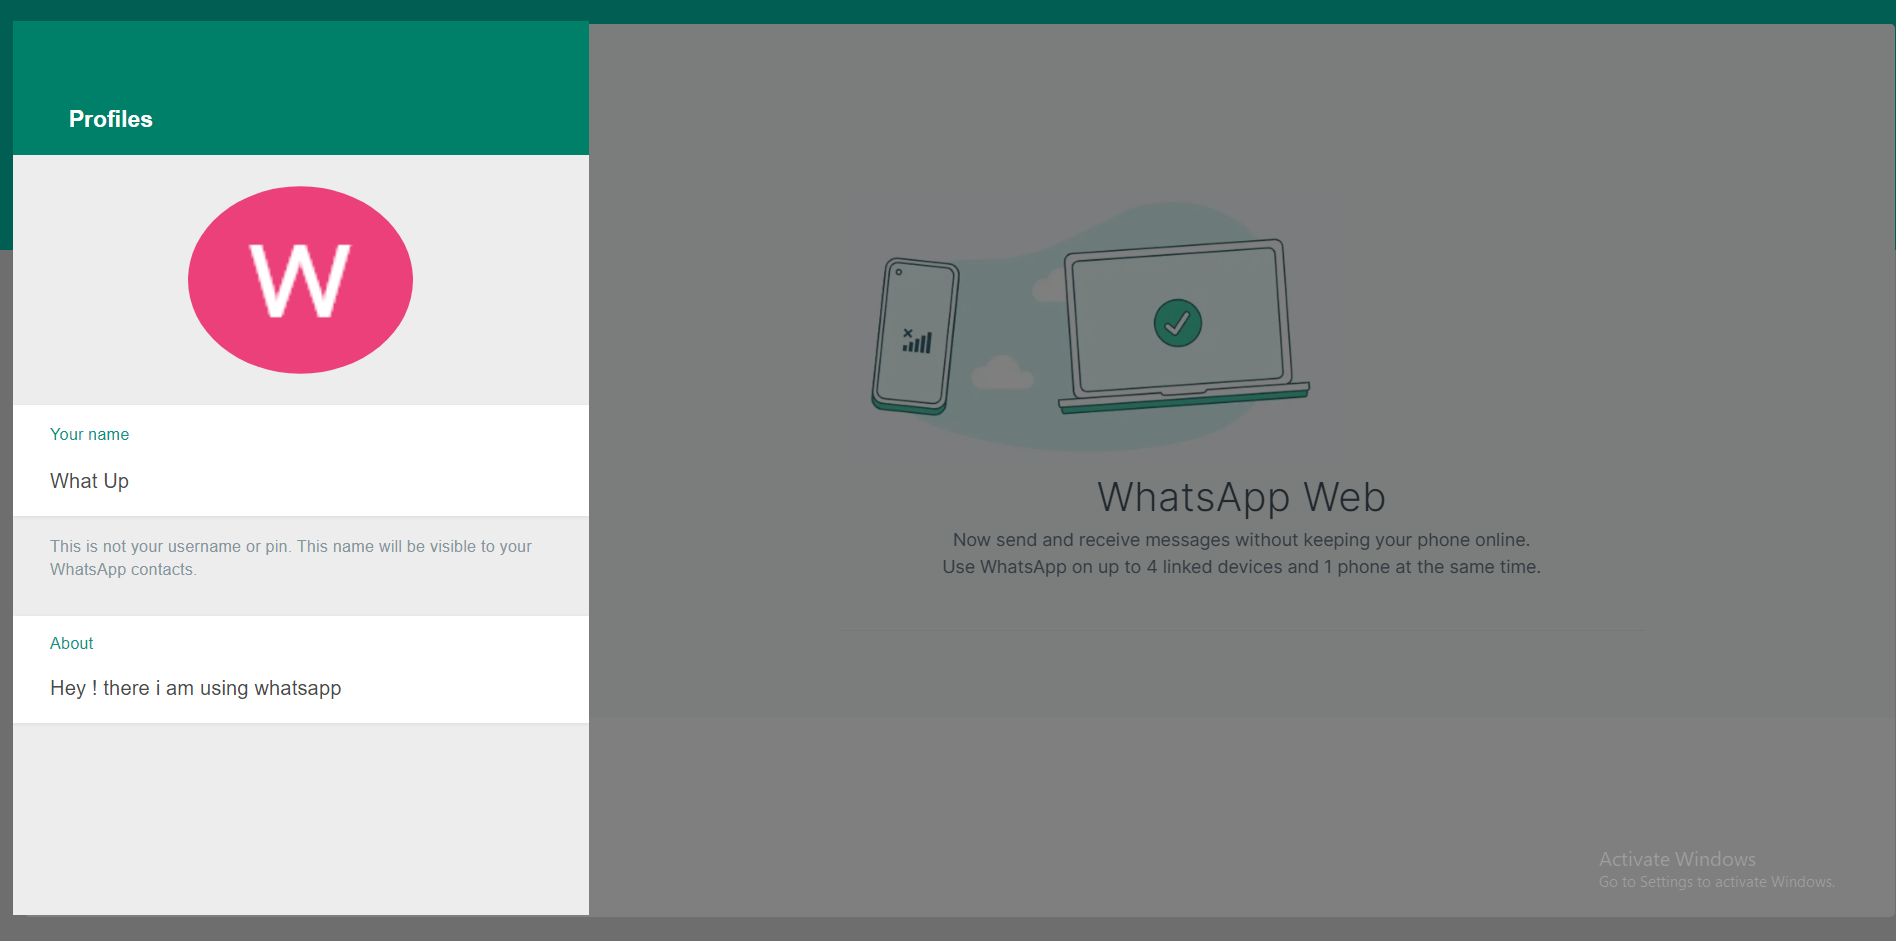 Profiles
W
Your name
What Up
This is not your username or pin. This name will be visible to your
WhatsApp contacts.
About
Hey ! there i am using whatsapp
WhatsApp Web
Now send and receive messages without keeping your phone online.
Use WhatsApp on up to 4 linked devices and 1 phone at the same time.
Activate Windows
Go to Settings to activate Windows.